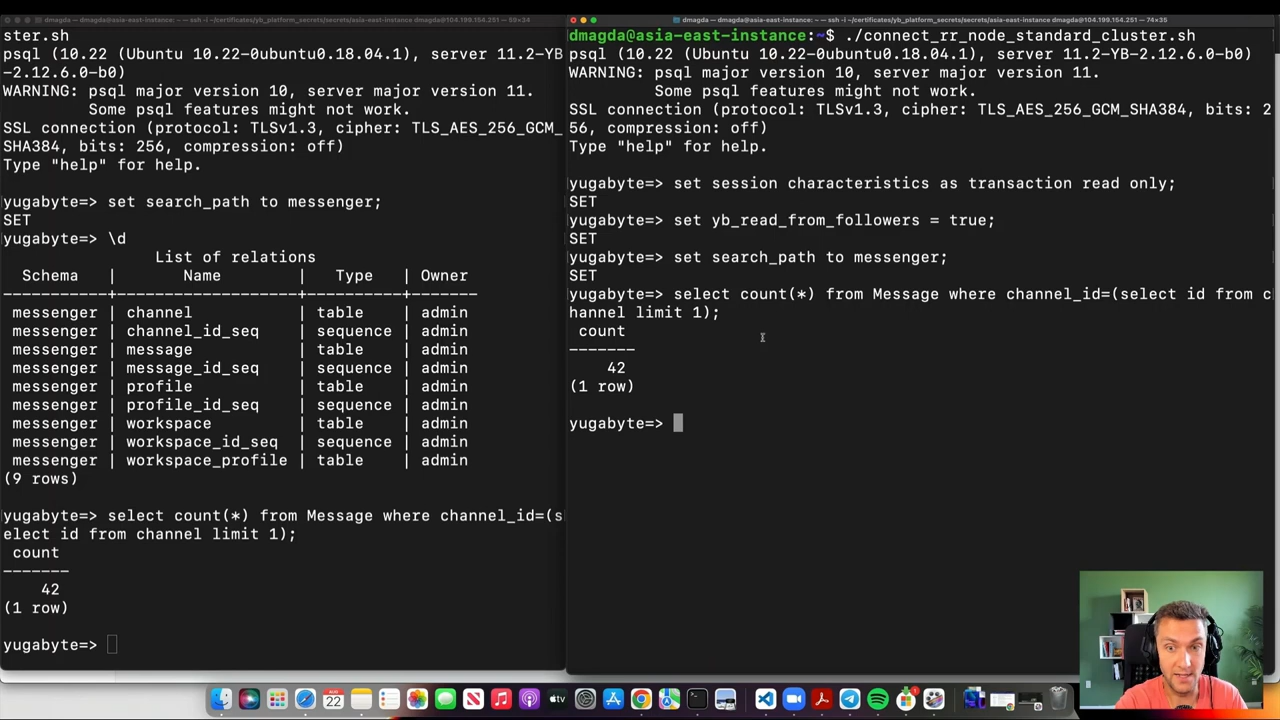 dmagda — ssh -i ~/certificates/yb_platform_secrets/secrets/asia-east-instance dmagda@104.199.154.251 — 59×34
ster.sh
psql (10.22 (Ubuntu 10.22-0ubuntu0.18.04.1), server 11.2-YB
-2.12.6.0-b0)
WARNING: psql major version 10, server major version 11.
Some psql features might not work.
SSL connection (protocol: TLSv1.3, cipher: TLS_AES_256_GCM_
SHA384, bits: 256, compression: off)
Type "help" for help.
yugabyte=> set search_path to messenger;
SET
yugabyte=> \d
List of relations
Schema | Name | Type | Owner
-----------+----------------------+----------+-------
messenger | channel | table | admin
messenger | channel_id_seq | sequence | admin
messenger | message | table | admin
messenger | message_id_seq | sequence | admin
messenger | profile | table | admin
messenger | profile_id_seq | sequence | admin
messenger | workspace | table | admin
messenger | workspace_id_seq | sequence | admin
messenger | workspace_profile | table | admin
(9 rows)
yugabyte=> select count(*) from Message where channel_id=(s
elect id from channel limit 1);
count
-------
42
(1 row)
yugabyte=>
dmagda — dmagda@asia-east-instance: ~ — ssh -i ~/certificates/yb_platform_secrets/secrets/asia-east-instance dmagda@104.199.154.251 — 74×35
dmagda@asia-east-instance:~$ ./connect_rr_node_standard_cluster.sh
psql (10.22 (Ubuntu 10.22-0ubuntu0.18.04.1), server 11.2-YB-2.12.6.0-b0)
WARNING: psql major version 10, server major version 11.
Some psql features might not work.
SSL connection (protocol: TLSv1.3, cipher: TLS_AES_256_GCM_SHA384, bits: 2
56, compression: off)
Type "help" for help.
yugabyte=> set session characteristics as transaction read only;
SET
yugabyte=> set yb_read_from_followers = true;
SET
yugabyte=> set search_path to messenger;
SET
yugabyte=> select count(*) from Message where channel_id=(select id from c
hannel limit 1);
count
-------
42
(1 row)
yugabyte=>
AUG
22
tv